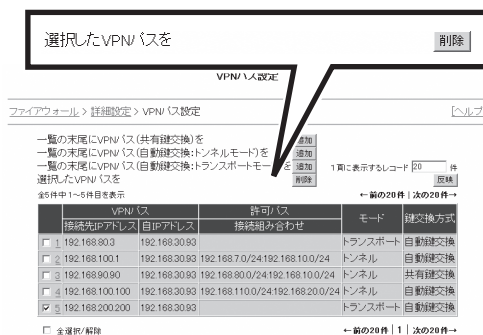 選択したVPNパスを 削除
VPNパス設定
ファイアウォール > 詳細設定 > VPNパス設定 [ヘルプ
一覧の末尾にVPNパス(共有鍵交換)を 追加
一覧の末尾にVPNパス(自動鍵交換:トンネルモード)を 追加
一覧の末尾にVPNパス(自動鍵交換:トランスポートモード)を 追加 1頁に表示するレコード 20 件
選択したVPNパスを 削除 反映
全5件中 1~5件目を表示 ←前の20件 | 次の20件→
VPNパス 許可パス モード 鍵交換方式
接続先IPアドレス 自IPアドレス 接続組み合わせ
1 192.168.80.3 192.168.30.93 トランスポート 自動鍵交換
2 192.168.100.1 192.168.30.93 192.168.7.0/24:192.168.10.0/24 トンネル 自動鍵交換
3 192.168.90.90 192.168.30.93 192.168.80.0/24:192.168.10.0/24 トンネル 共有鍵交換
4 192.168.100.100 192.168.30.93 192.168.110.0/24:192.168.20.0/24 トンネル 自動鍵交換
5 192.168.200.200 192.168.30.93 トランスポート 自動鍵交換
全選択/解除 ←前の20件 | 1 | 次の20件→